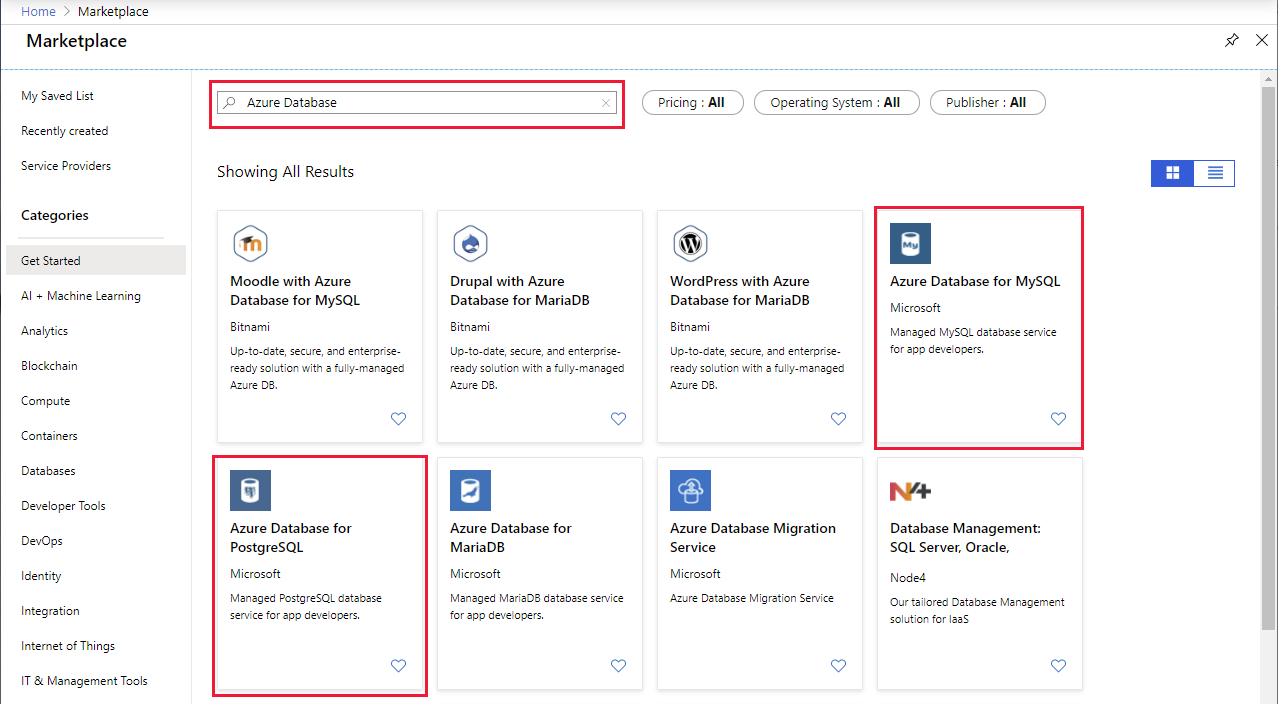 Home > Marketplace
Marketplace
My Saved List
Recently created
Service Providers
Categories
Get Started
AI + Machine Learning
Analytics
Blockchain
Compute
Containers
Databases
Developer Tools
DevOps
Identity
Integration
Internet of Things
IT & Management Tools
Azure Database
Pricing : All
Operating System : All
Publisher : All
Showing All Results
Moodle with Azure
Database for MySQL
Bitnami
Up-to-date, secure, and enterprise-
ready solution with a fully-managed
Azure DB.
Drupal with Azure
Database for MariaDB
Bitnami
Up-to-date, secure, and enterprise-
ready solution with a fully-managed
Azure DB.
WordPress with Azure
Database for MariaDB
Bitnami
Up-to-date, secure, and enterprise-
ready solution with a fully-managed
Azure DB.
My
Azure Database for MySQL
Microsoft
Managed MySQL database service
for app developers.
Azure Database for
PostgreSQL
Microsoft
Managed PostgreSQL database
service for app developers.
Azure Database for
MariaDB
Microsoft
Managed MariaDB database service
for app developers.
Azure Database Migration
Service
Microsoft
Azure Database Migration Service
N4+
Database Management:
SQL Server, Oracle,
Node4
Our tailored Database Management
solution for IaaS